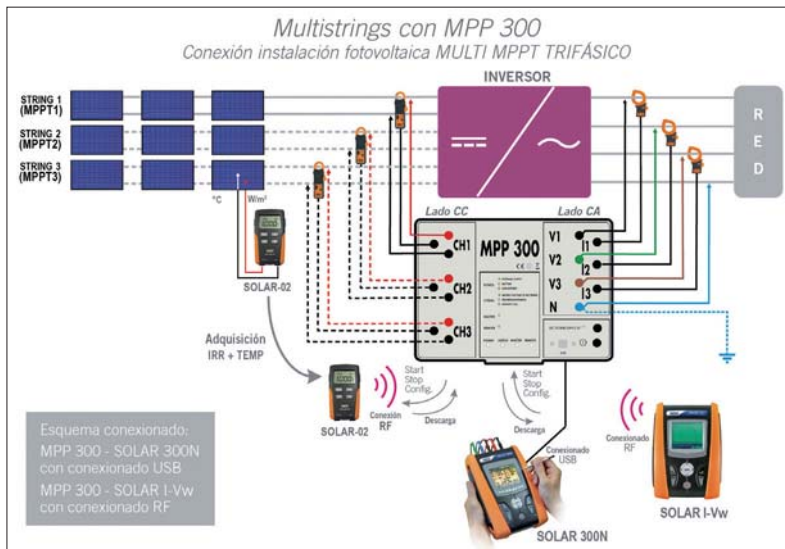 Multistrings con MPP 300
Conexión instalación fotovoltaica MULTI MPPT TRIFÁSICO
INVERSOR
STRING 1
(MPPT1)
STRING 2
(MPPT2)
STRING 3
(MPPT3)
R
E
D
°C
W/m²
SOLAR-02
Lado CC
Lado CA
MPP 300
CH1
CH2
CH3
V1
I1
V2
I2
V3
I3
N
Adquisición
IRR + TEMP
SOLAR-02
Conexión
RF
Start
Stop
Config.
Descarga
Start
Stop
Config.
Descarga
Conexionado
USB
SOLAR 300N
Conexionado
RF
SOLAR I-Vw
Esquema conexionado:
MPP 300 - SOLAR 300N
con conexionado USB
MPP 300 - SOLAR I-Vw
con conexionado RF